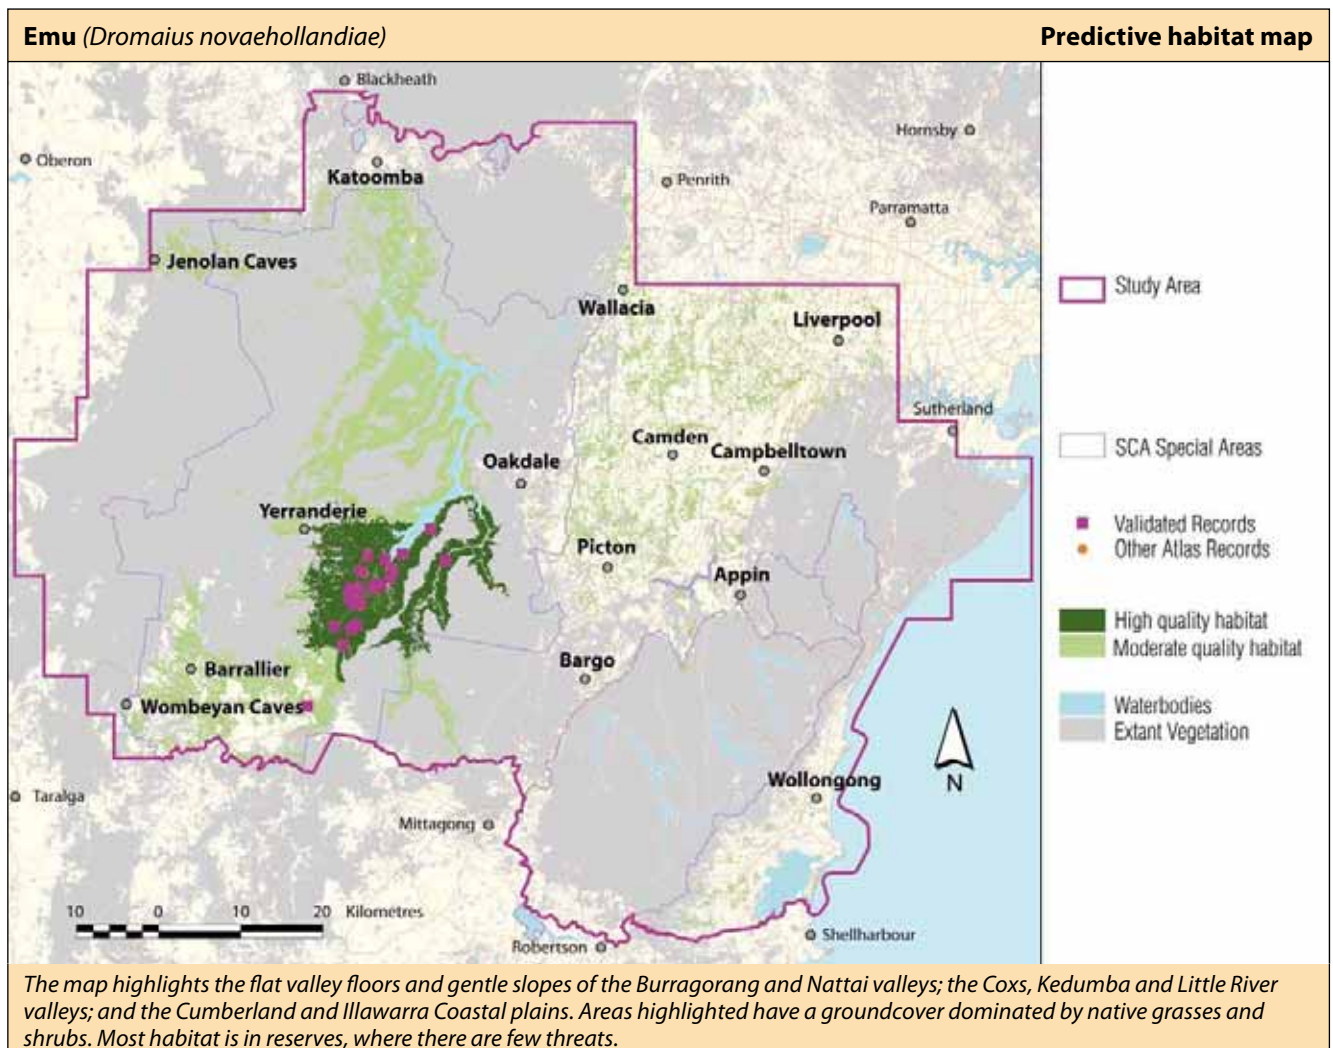 Emu (Dromaius novaehollandiae)
Predictive habitat map
Blackheath
Hornsby
Oberon
Katoomba
Penrith
Parramatta
Jenolan Caves
Wallacia
Liverpool
Study Area
Sutherland
Camden
Campbelltown
SCA Special Areas
Oakdale
Yerranderie
Validated Records
Other Atlas Records
Picton
Appin
High quality habitat
Moderate quality habitat
Bargo
Barrallier
Wombeyan Caves
Waterbodies
Extant Vegetation
Wollongong
N
Taralga
Mittagong
10 0 10 20 Kilometres
Robertson
Shellharbour
The map highlights the flat valley floors and gentle slopes of the Burragorang and Nattai valleys; the Coxs, Kedumba and Little River
valleys; and the Cumberland and Illawarra Coastal plains. Areas highlighted have a groundcover dominated by native grasses and
shrubs. Most habitat is in reserves, where there are few threats.